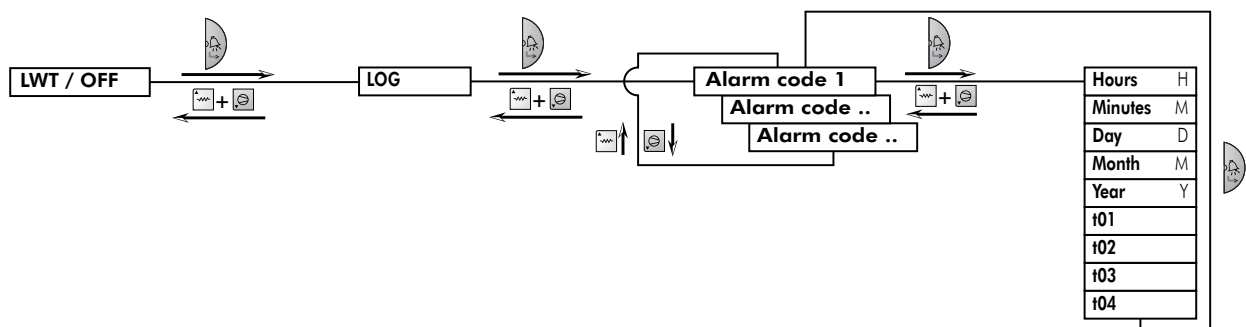 LWT / OFF
+
LOG
+
Alarm code 1
Alarm code ..
Alarm code ..
+
Hours H
Minutes M
Day D
Month M
Year Y
t01
t02
t03
t04